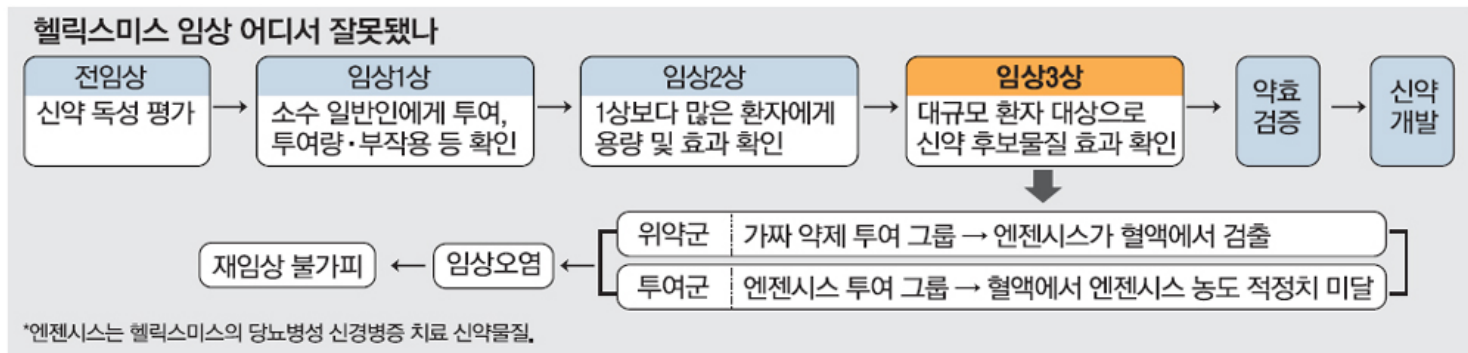 헬릭스미스 임상 어디서 잘못됐나
전임상
신약 독성 평가
→
임상1상
소수 일반인에게 투여,
투여량·부작용 등 확인
→
임상2상
1상보다 많은 환자에게
용량 및 효과 확인
→
임상3상
대규모 환자 대상으로
신약 후보물질 효과 확인
→
약효
검증
→
신약
개발
위약군 가짜 약제 투여 그룹 → 엔젠시스가 혈액에서 검출
투여군 엔젠시스 투여 그룹 → 혈액에서 엔젠시스 농도 적정치 미달
재임상 불가피 ← 임상오염 ←
*엔젠시스는 헬릭스미스의 당뇨병성 신경병증 치료 신약물질.